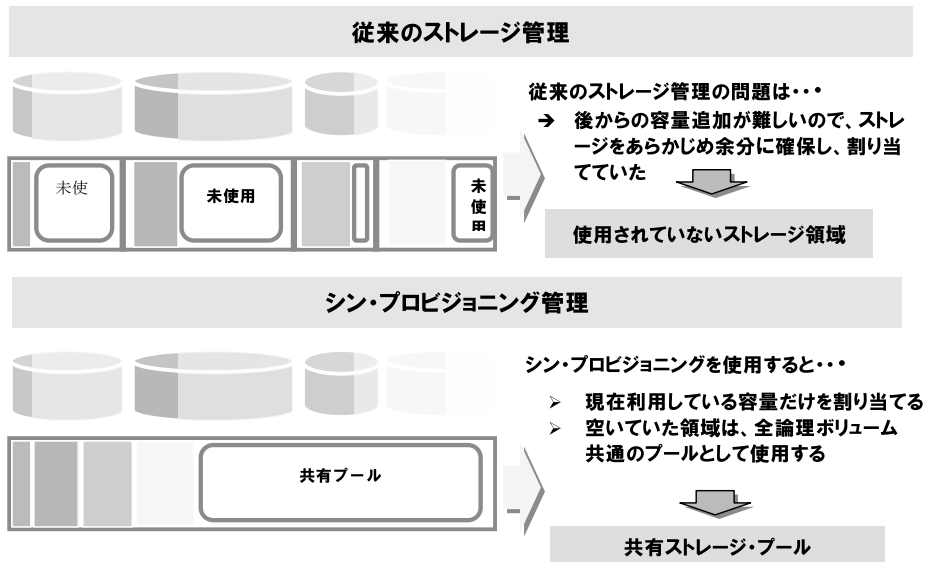 従来のストレージ管理
従来のストレージ管理の問題は・・・
➔ 後からの容量追加が難しいので、ストレ
ージをあらかじめ余分に確保し、割り当
てていた
未使
未使用
未
使
用
使用されていないストレージ領域
シン・プロビジョニング管理
シン・プロビジョニングを使用すると・・・
➢ 現在利用している容量だけを割り当てる
➢ 空いていた領域は、全論理ボリューム
共通のプールとして使用する
共有プール
共有ストレージ・プール